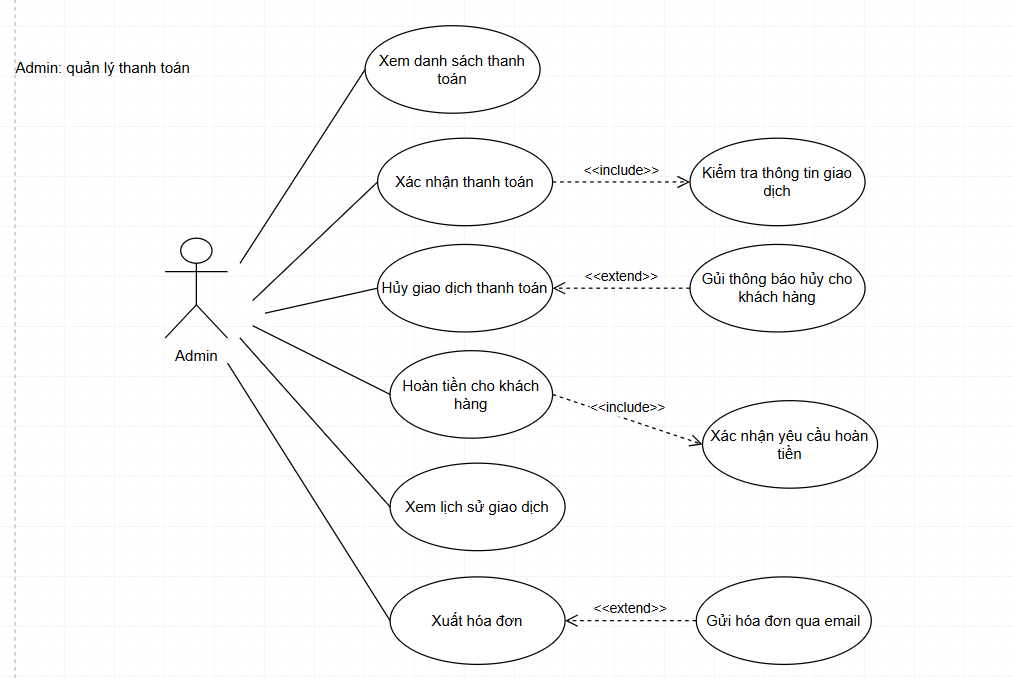 Admin: quản lý thanh toán
Xem danh sách thanh
toán
Xác nhận thanh toán
<<include>>
Kiểm tra thông tin giao
dịch
Hủy giao dịch thanh toán
<<extend>>
Gủi thông báo hủy cho
khách hàng
Admin
Hoàn tiền cho khách
hàng
<<include>>
Xác nhận yêu cầu hoàn
tiền
Xem lịch sử giao dịch
Xuất hóa đơn
<<extend>>
Gửi hóa đơn qua email